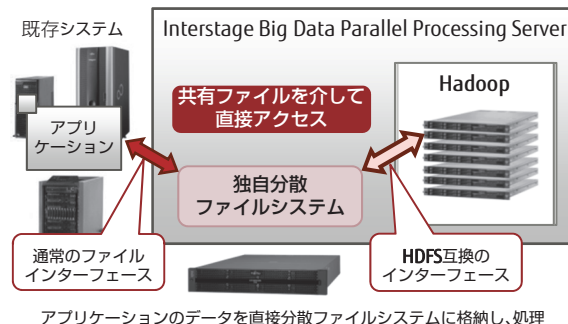 既存システム
Interstage Big Data Parallel Processing Server
Hadoop
共有ファイルを介して
直接アクセス
アプリ
ケーション
独自分散
ファイルシステム
通常のファイル
インターフェース
HDFS互換の
インターフェース
アプリケーションのデータを直接分散ファイルシステムに格納し、処理